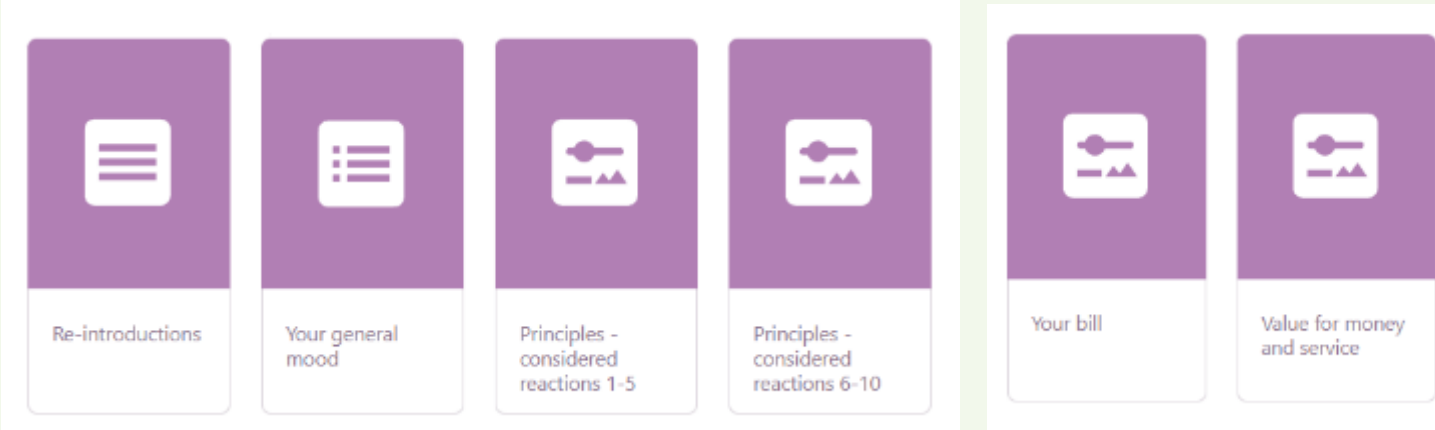 Re-introductions
Your general
mood
Principles -
considered
reactions 1-5
Principles -
considered
reactions 6-10
Your bill
Value for money
and service